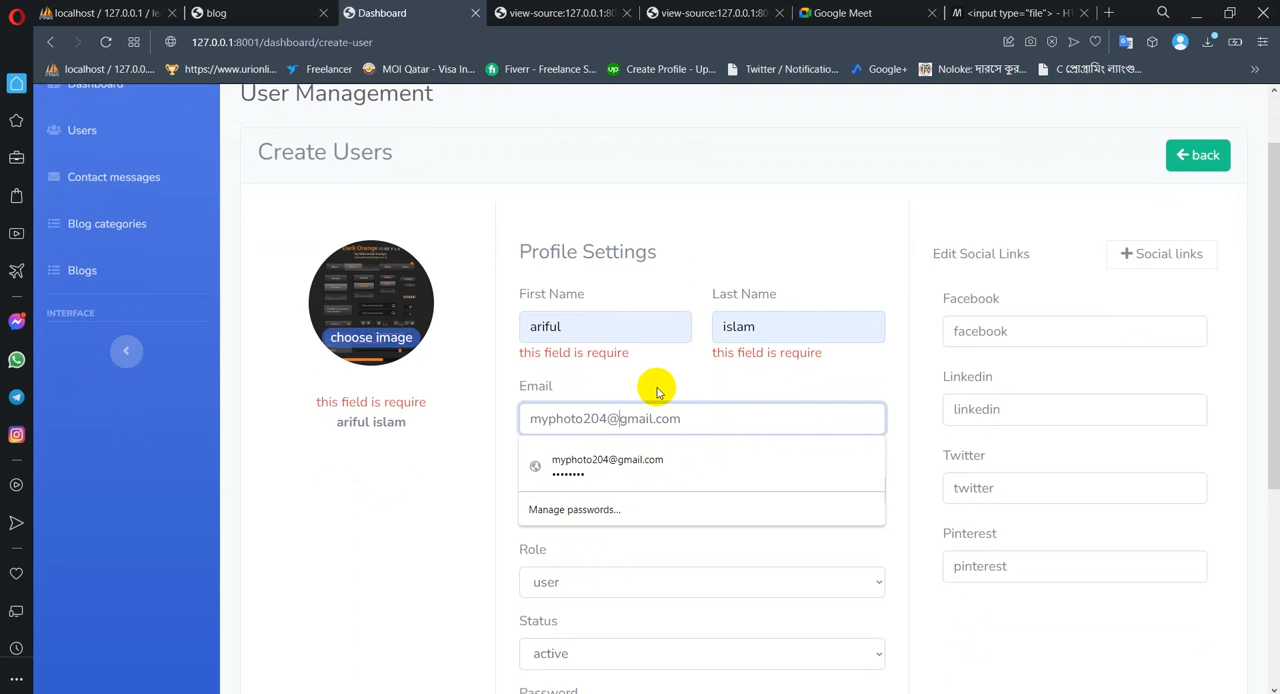 localhost / 127.0.0.1 / le
blog
Dashboard
view-source:127.0.0.1:80
view-source:127.0.0.1:80
Google Meet
<input type="file"> - HT
127.0.0.1:8001/dashboard/create-user
localhost / 127.0.0....
https://www.urionli...
Freelancer
MOI Qatar - Visa In...
Fiverr - Freelance S...
Create Profile - Up...
Twitter / Notificatio...
Google+
Noloke: দারসে কুর...
C প্রোগ্রামিং ল্যাংগু...
Dashboard
User Management
Users
Create Users
back
Contact messages
Blog categories
Blogs
INTERFACE
Dark Orange
choose image
this field is require
ariful islam
Profile Settings
First Name
Last Name
ariful
islam
this field is require
this field is require
Email
myphoto204@gmail.com
myphoto204@gmail.com
••••••••
Manage passwords...
Role
user
Status
active
Password
Edit Social Links
Social links
Facebook
facebook
Linkedin
linkedin
Twitter
twitter
Pinterest
pinterest